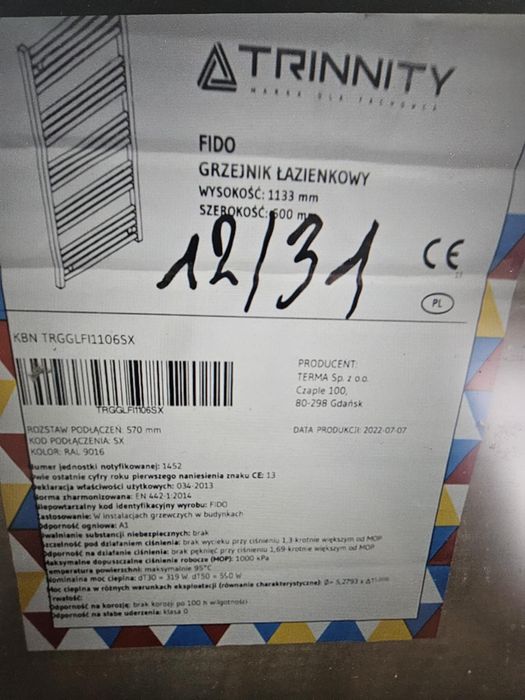 TRINNITY
MARKA DLA FACHOWCA
FIDO
GRZEJNIK ŁAZIENKOWY
WYSOKOŚĆ: 1133 mm
SZEROKOŚĆ: 600 mm
12/31
CE
PL
KBN TRGGLFI1106SX
TRGGLFI1106SX
PRODUCENT:
TERMA Sp. z o.o.
Czaple 100,
80-298 Gdańsk
ROZSTAW PODŁĄCZEŃ: 570 mm
KOD PODŁĄCZENIA: SX
KOLOR: RAL 9016
DATA PRODUKCJI: 2022-07-07
Numer jednostki notyfikowanej: 1452
Dwie ostatnie cyfry roku pierwszego naniesienia znaku CE: 13
Deklaracja właściwości użytkowych: 034-2013
Norma zharmonizowana: EN 442-1:2014
Niepowtarzalny kod identyfikacyjny wyrobu: FIDO
Zastosowanie: W instalacjach grzewczych w budynkach
Odporność ogniowa: A1
Uwalnianie substancji niebezpiecznych: brak
Szczelność pod działaniem ciśnienia: brak wycieku przy ciśnieniu 1,3 krotnie większym od MOP
Odporność na działanie ciśnienia: brak pęknięć przy ciśnieniu 1,69 krotnie większym od MOP
Maksymalne dopuszczalne ciśnienie robocze (MOP): 1000 kPa
Temperatura powierzchni: maksymalnie 95°C
Nominalna moc cieplna: dT30 = 319 W dT50 =
Moc cieplna w różnych warunkach eksploatacji (równanie charakterystyczne): Φ= 5,2793 x
Trwałość:
Odporność na korozję: brak korozji po 100 h wilgotności
Odporność na słabe uderzenia: klasa 0